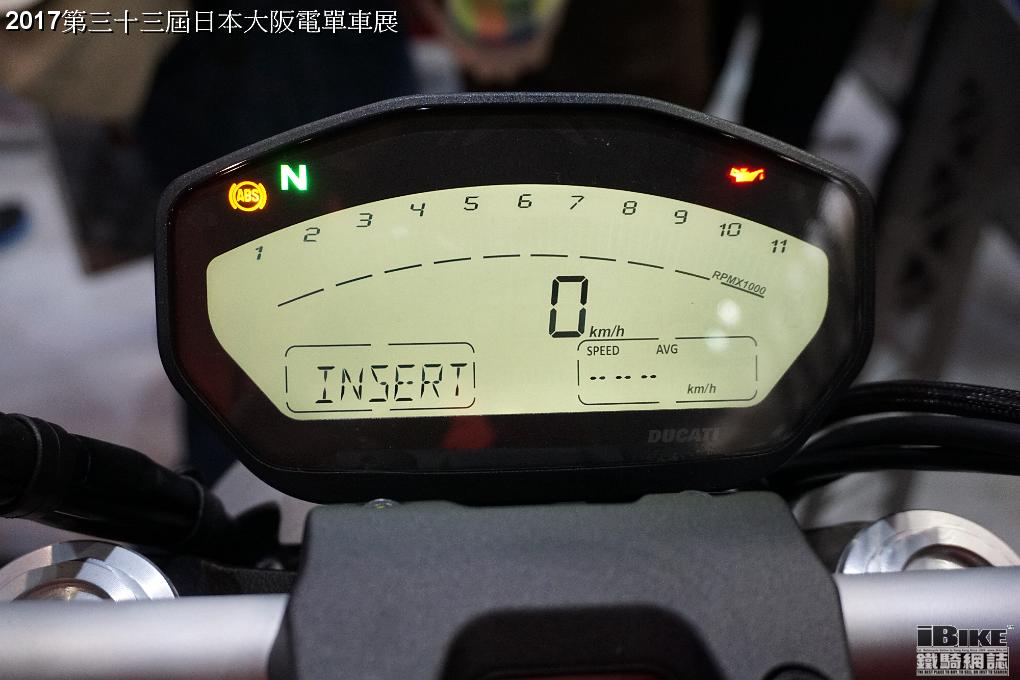 2017第三十三屆日本大阪電單車展
ABS N
1 2 3 4 5 6 7 8 9 10 11
RPMX1000
0 km/h
INSERT
SPEED AVG
-- -- -- km/h
DUCATI
iBIKE
鐵騎網誌